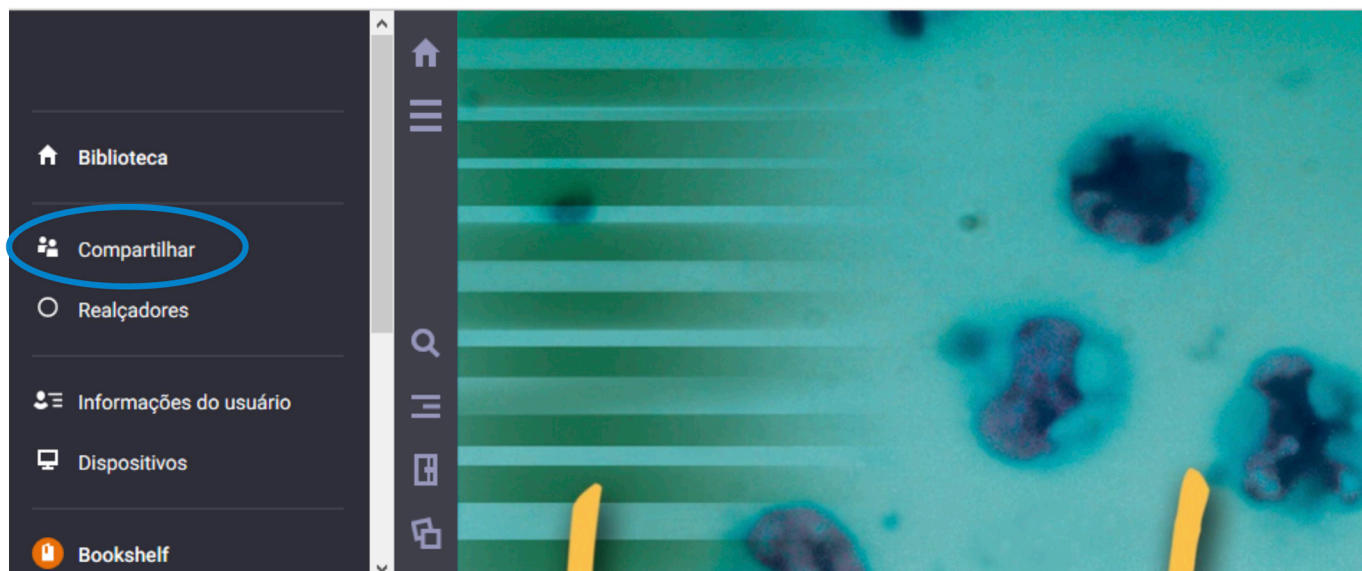 Biblioteca
Compartilhar
Realçadores
Informações do usuário
Dispositivos
Bookshelf